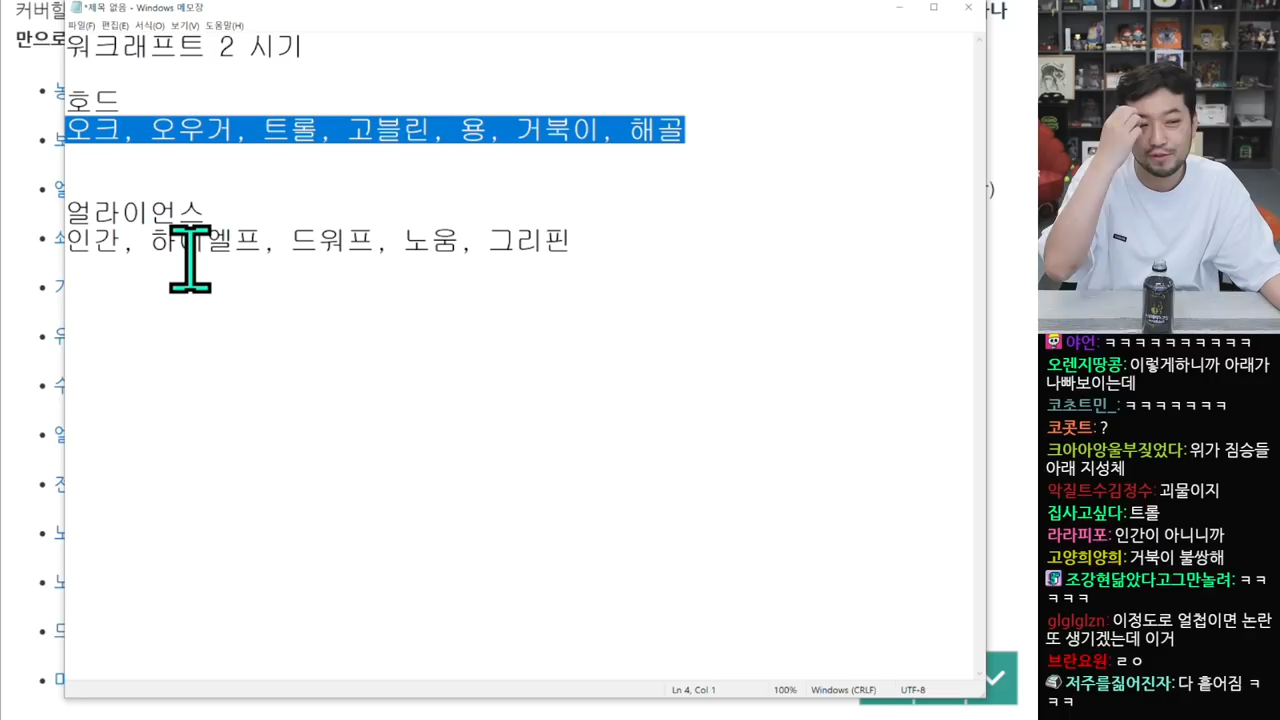 커버할
나
만으로
*제목 없음 - Windows 메모장
파일(F) 편집(E) 서식(O) 보기(V) 도움말(H)
워크래프트 2 시기
호드
오크, 오우거, 트롤, 고블린, 용, 거북이, 해골
얼라이언스
인간, 하이엘프, 드워프, 노움, 그리핀
Ln 4, Col 1 100% Windows (CRLF) UTF-8
야언: ㅋㅋㅋㅋㅋㅋㅋㅋㅋㅋ
오렌지땅콩: 이렇게하니까 아래가
나빠보이는데
코초트민_: ㅋㅋㅋㅋㅋㅋㅋ
코콧트: ?
크아아앙울부짖었다: 위가 짐승들
아래 지성체
악질트수김정수: 괴물이지
집사고싶다: 트롤
라라피포: 인간이 아니니까
고양희양희: 거북이 불쌍해
조강현닮았다고그만놀려: ㅋㅋ
ㅋㅋㅋ
glglglzn: 이정도로 얼첩이면 논란
또 생기겠는데 이거
브란요원: ㄹㅇ
저주를짊어진자: 다 흩어짐 ㅋ
ㅋㅋ